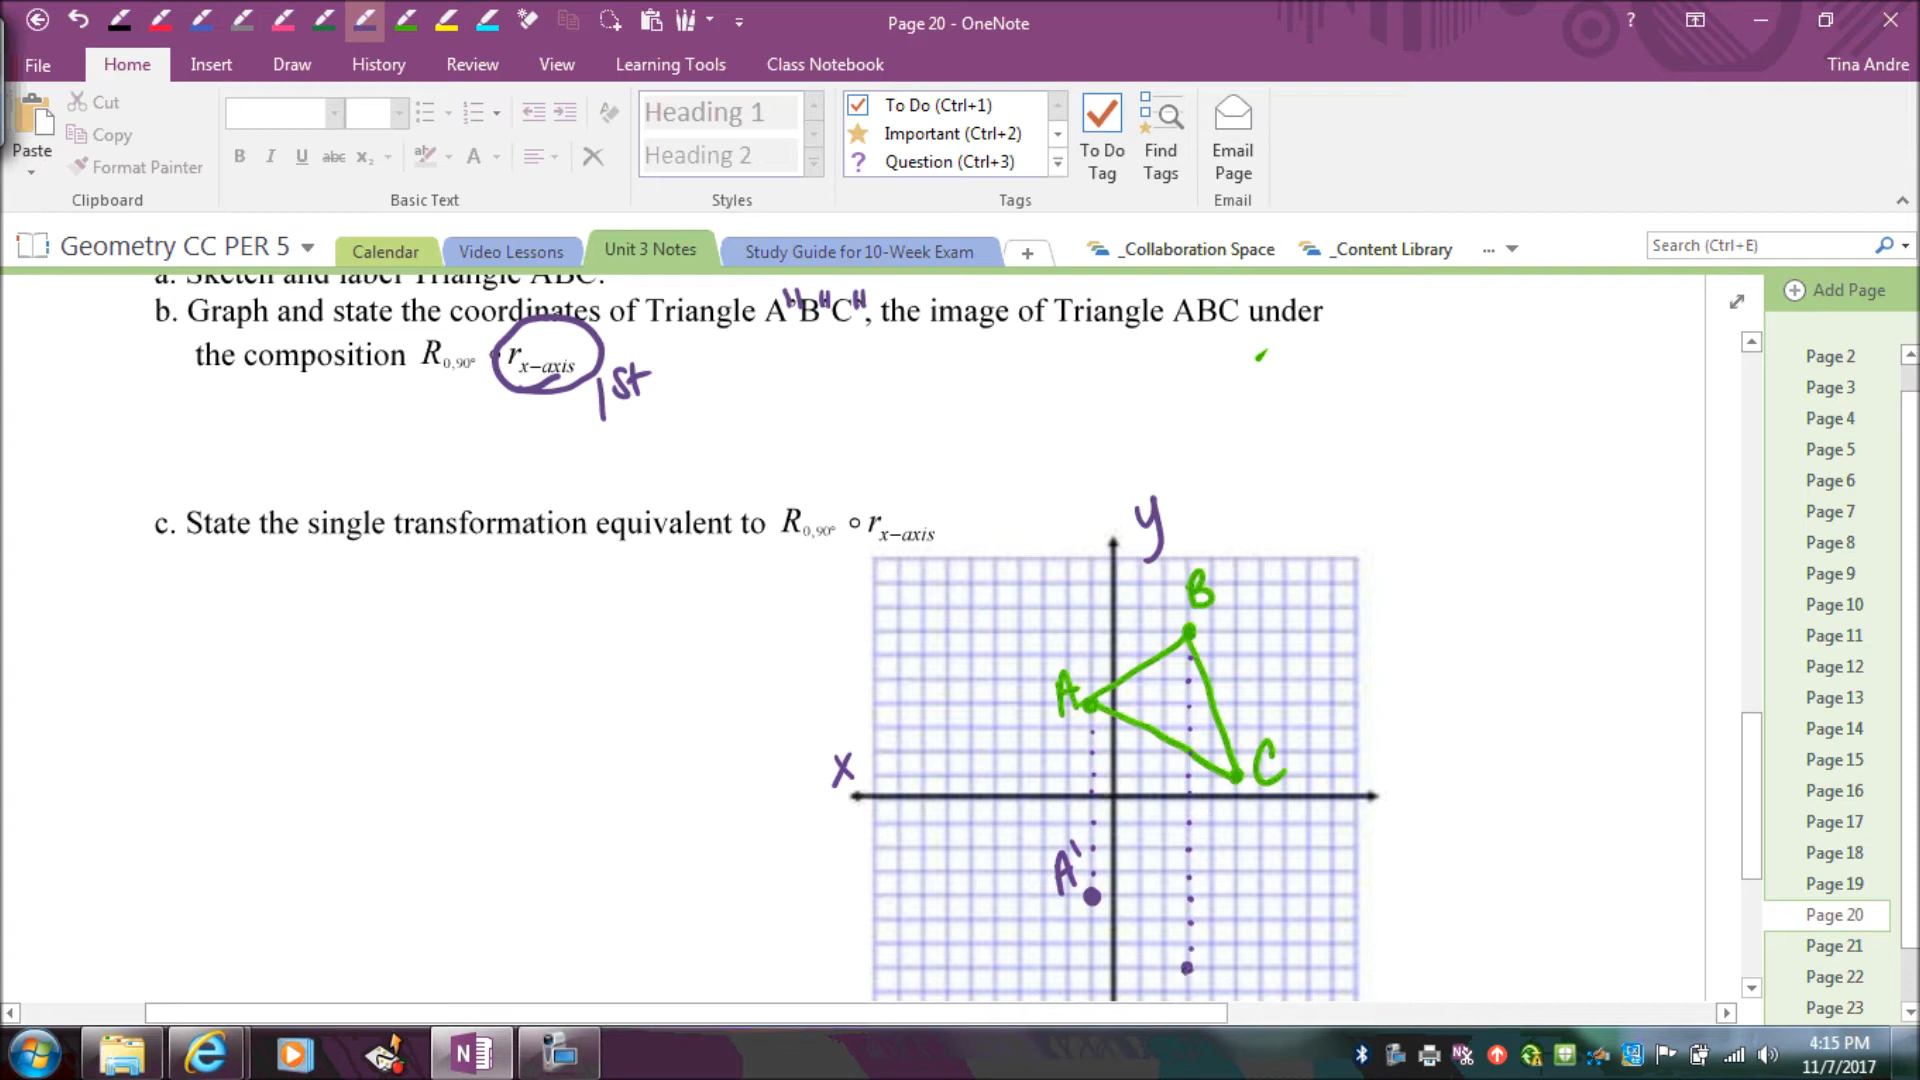 Page 20 - OneNote
?
File
Home
Insert
Draw
History
Review
View
Learning Tools
Class Notebook
Tina Andre
Paste
Cut
Copy
Format Painter
Clipboard
B I U abc x₂ A
Basic Text
Heading 1
Heading 2
Styles
To Do (Ctrl+1)
Important (Ctrl+2)
Question (Ctrl+3)
To Do Tag
Find Tags
Tags
Email Page
Email
Geometry CC PER 5
Calendar
Video Lessons
Unit 3 Notes
Study Guide for 10-Week Exam
+
_Collaboration Space
_Content Library
...
Search (Ctrl+E)
a. Sketch and label Triangle ABC.
b. Graph and state the coordinates of Triangle A"B"C", the image of Triangle ABC under
the composition R0,90° ∘ rx–axis
1st
c. State the single transformation equivalent to R0,90° ∘ rx–axis
y
B
A
C
x
A'
Add Page
Page 2
Page 3
Page 4
Page 5
Page 6
Page 7
Page 8
Page 9
Page 10
Page 11
Page 12
Page 13
Page 14
Page 15
Page 16
Page 17
Page 18
Page 19
Page 20
Page 21
Page 22
Page 23
4:15 PM
11/7/2017